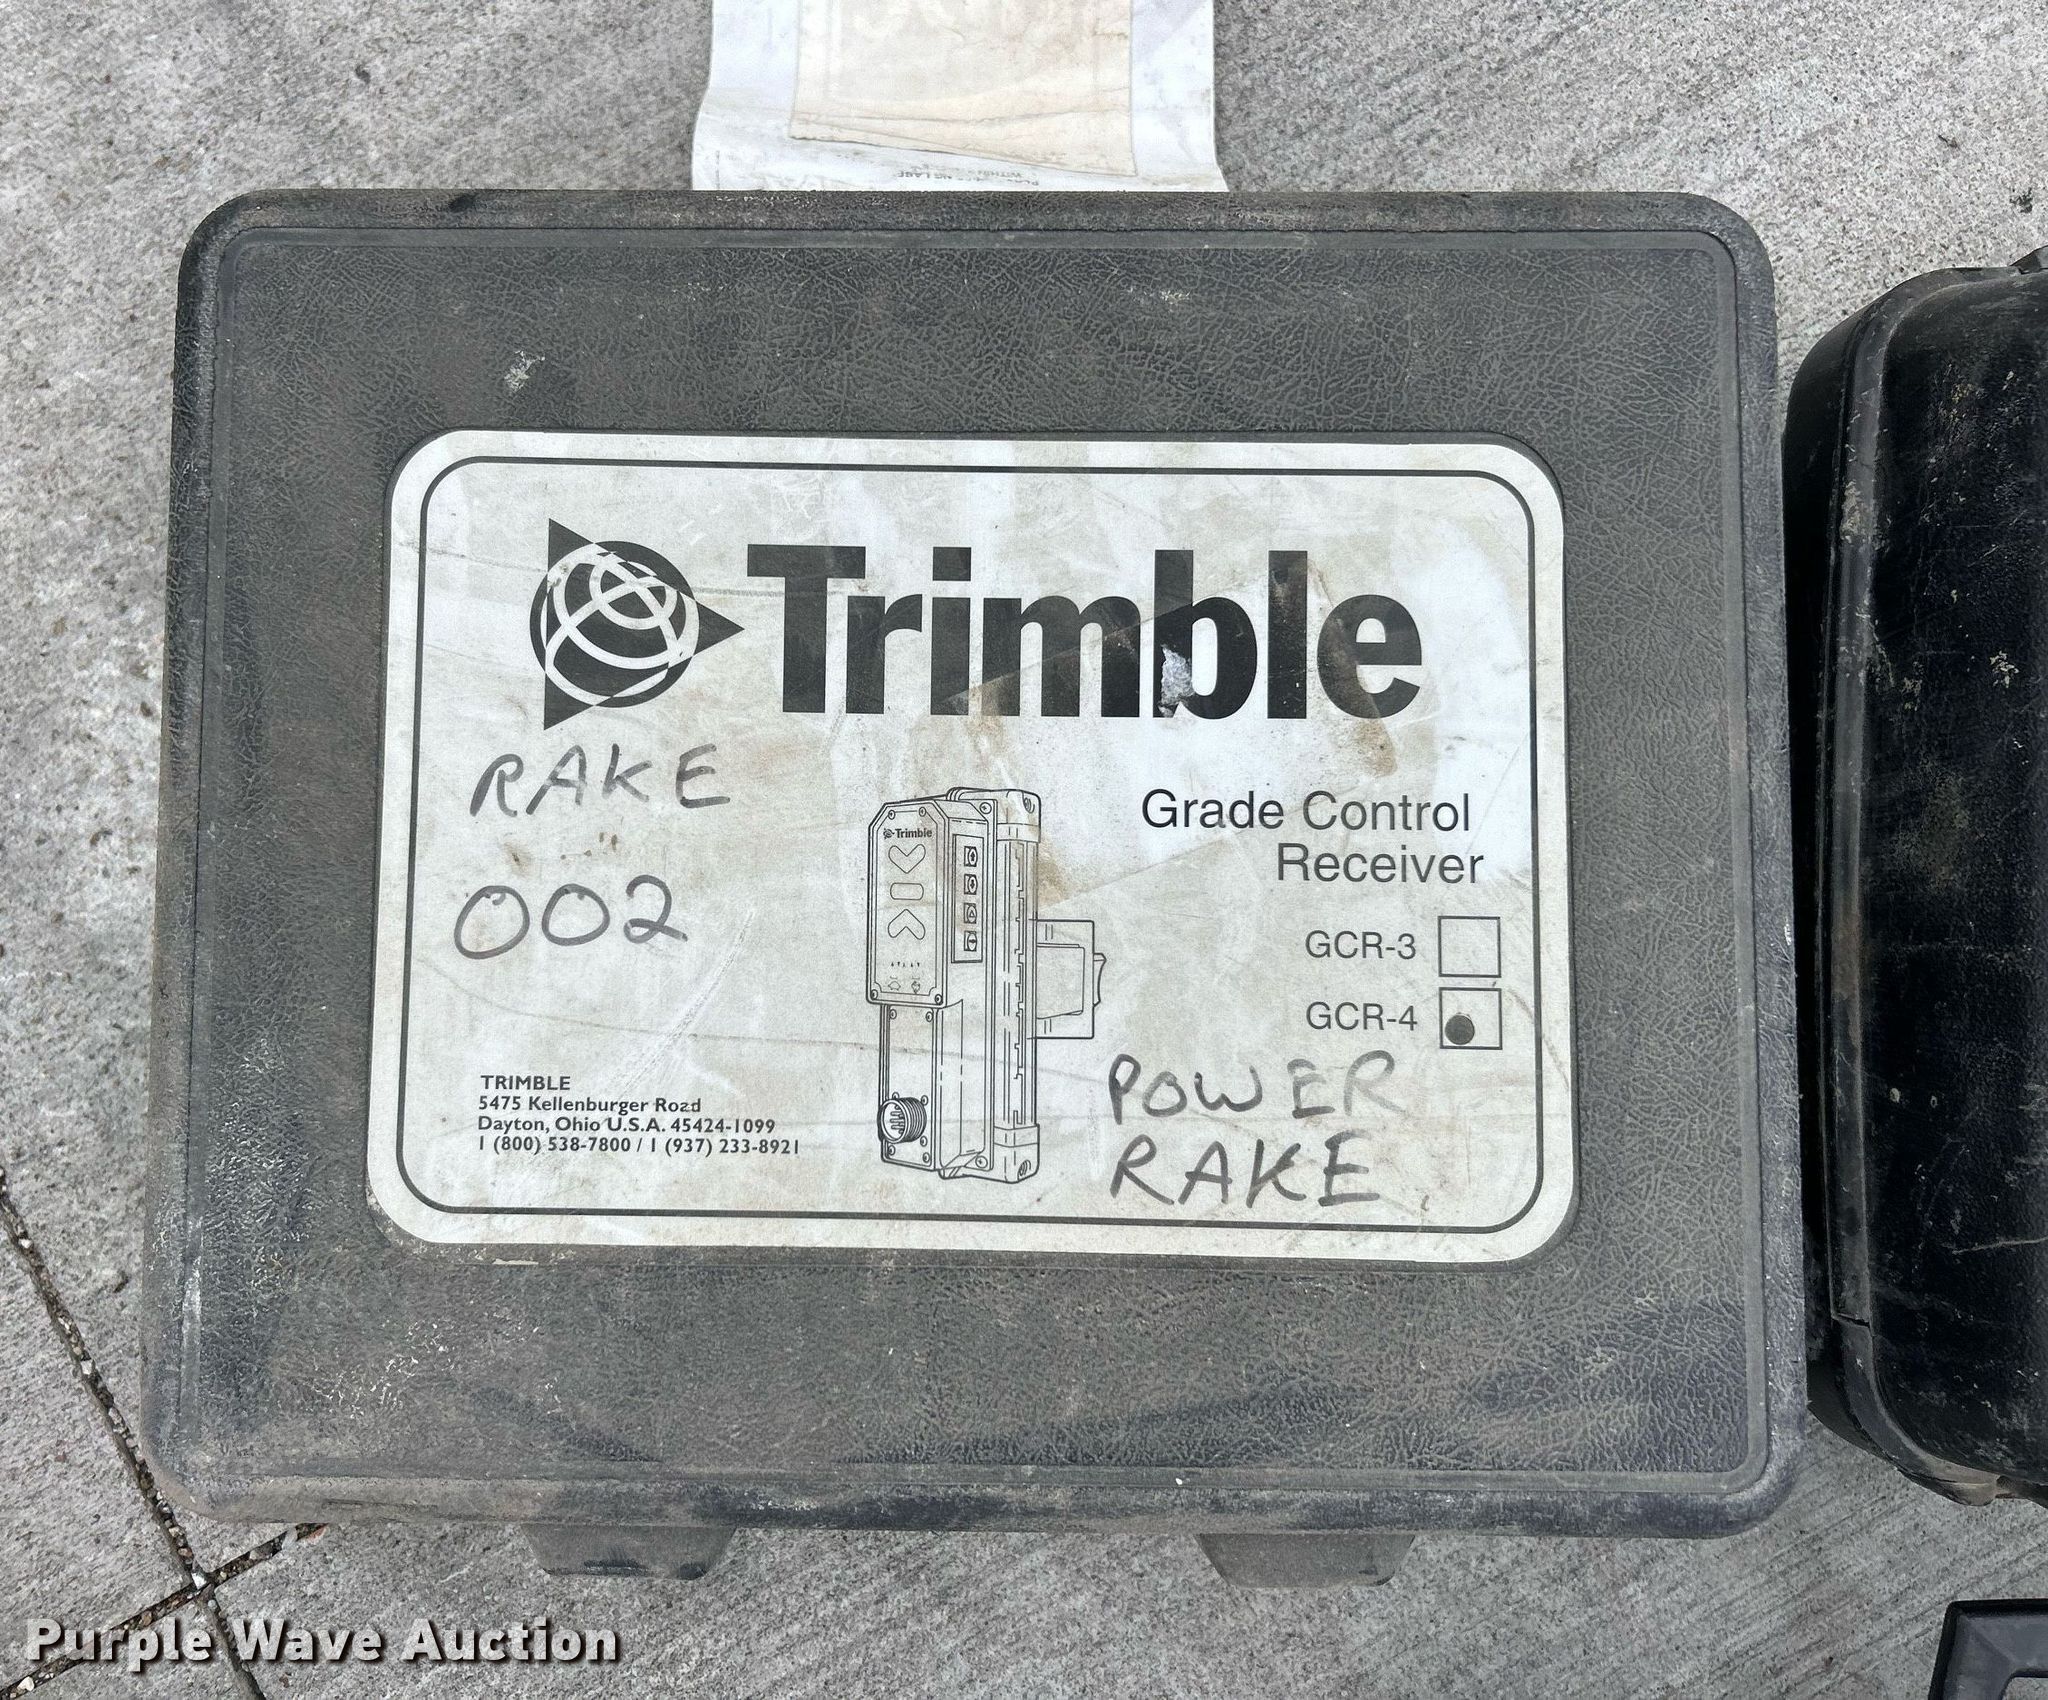 Trimble
RAKE
002
Trimble
Grade Control
Receiver
GCR-3
GCR-4
TRIMBLE
5475 Kellenburger Road
Dayton, Ohio U.S.A. 45424-1099
1 (800) 538-7800 / 1 (937) 233-8921
POWER
RAKE
Purple Wave Auction